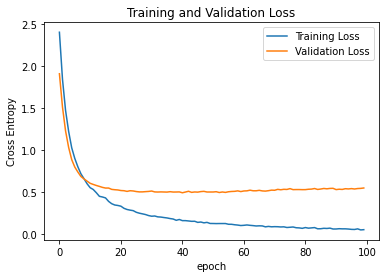 Training and Validation Loss
Training Loss
Validation Loss
2.5
2.0
1.5
1.0
0.5
0.0
Cross Entropy
0
20
40
60
80
100
epoch